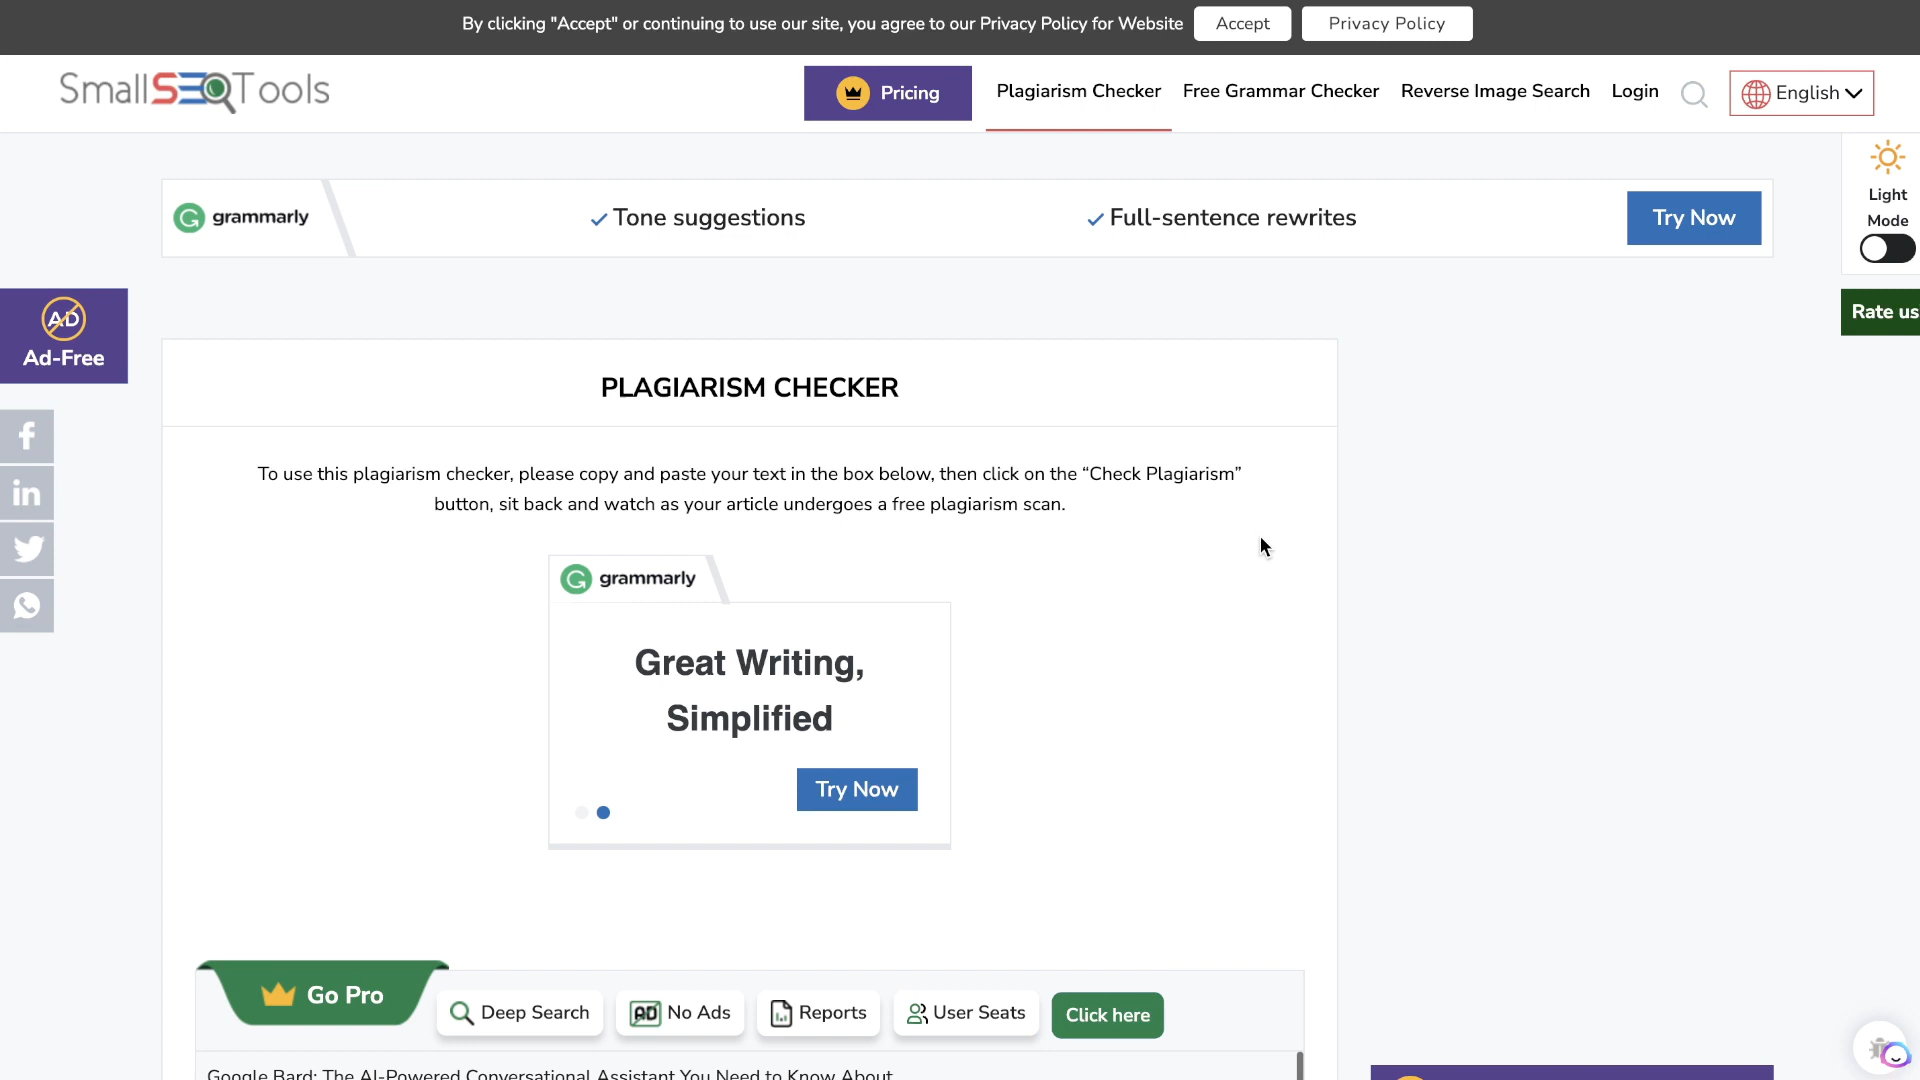 By clicking "Accept" or continuing to use our site, you agree to our Privacy Policy for Website
Accept
Privacy Policy
SmallSEOTools
Pricing
Plagiarism Checker
Free Grammar Checker
Reverse Image Search
Login
English
Light
Mode
grammarly
Tone suggestions
Full-sentence rewrites
Try Now
Rate us
AD
Ad-Free
PLAGIARISM CHECKER
To use this plagiarism checker, please copy and paste your text in the box below, then click on the “Check Plagiarism”
button, sit back and watch as your article undergoes a free plagiarism scan.
grammarly
Great Writing,
Simplified
Try Now
Go Pro
Deep Search
AD No Ads
Reports
User Seats
Click here
Google Bard: The AI-Powered Conversational Assistant You Need to Know About